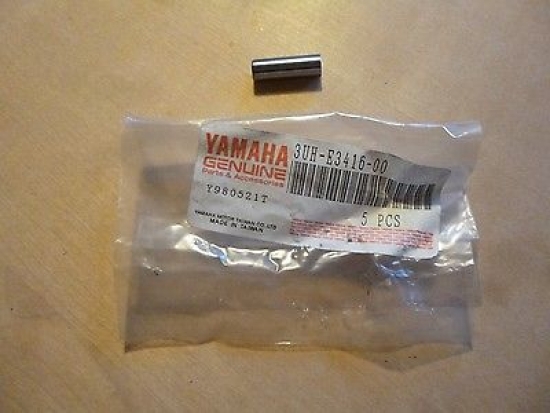 YAMAHA
GENUINE
Parts & Accessories
3UH-E3416-00
Y980521T
5 PCS
YAMAHA MOTOR TAIWAN CO.,LTD.
MADE IN TAIWAN